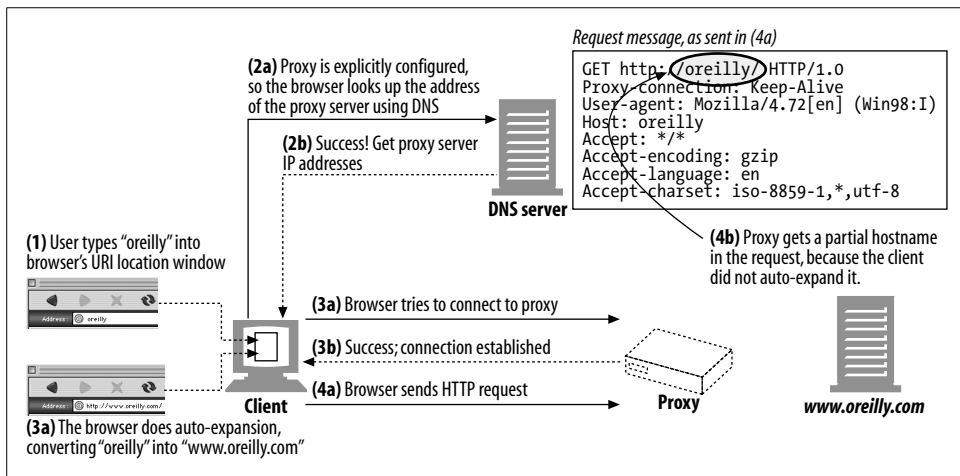 Request message, as sent in (4a)
GET http://oreilly/ HTTP/1.0
Proxy-connection: Keep-Alive
User-agent: Mozilla/4.72[en] (Win98:I)
Host: oreilly
Accept: */*
Accept-encoding: gzip
Accept-language: en
Accept-charset: iso-8859-1,*,utf-8
(2a) Proxy is explicitly configured,
so the browser looks up the address
of the proxy server using DNS
(2b) Success! Get proxy server
IP addresses
DNS server
(4b) Proxy gets a partial hostname
in the request, because the client
did not auto-expand it.
(1) User types “oreilly” into
browser’s URI location window
Address: oreilly
(3a) Browser tries to connect to proxy
(3b) Success; connection established
(4a) Browser sends HTTP request
Client
Proxy
www.oreilly.com
Address: http://www.oreilly.com/
(3a) The browser does auto-expansion,
converting “oreilly” into “www.oreilly.com”